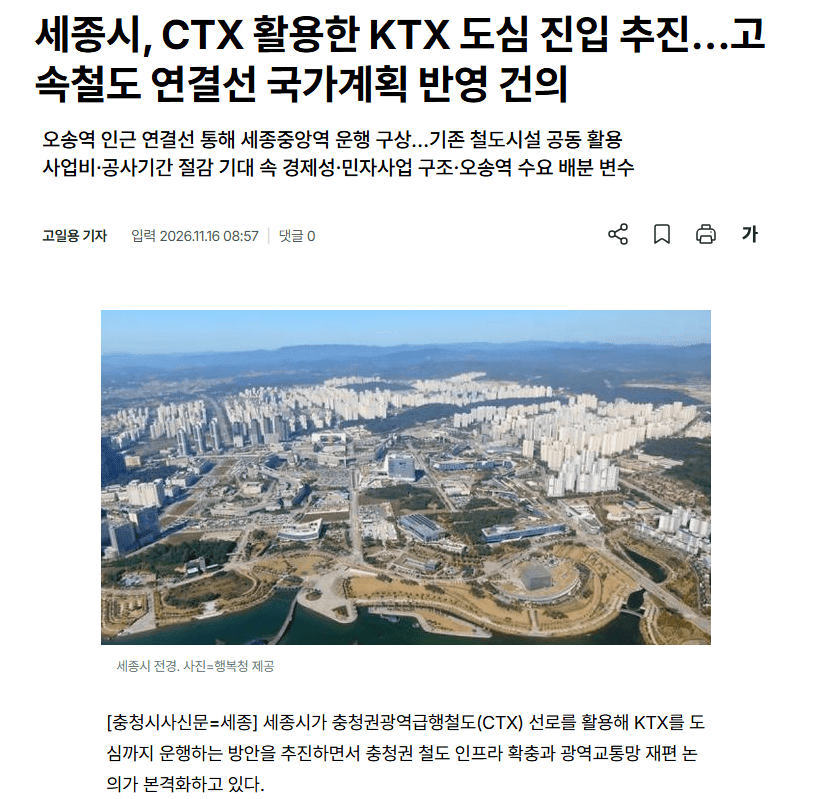 세종시, CTX 활용한 KTX 도심 진입 추진…고
속철도 연결선 국가계획 반영 건의
오송역 인근 연결선 통해 세종중앙역 운행 구상…기존 철도시설 공동 활용
사업비·공사기간 절감 기대 속 경제성·민자사업 구조·오송역 수요 배분 변수
고일용 기자 입력 2026.11.16 08:57 댓글 0
가
세종시 전경. 사진=행복청 제공
[충청시사신문=세종] 세종시가 충청권광역급행철도(CTX) 선로를 활용해 KTX를 도
심까지 운행하는 방안을 추진하면서 충청권 철도 인프라 확충과 광역교통망 재편 논
의가 본격화하고 있다.